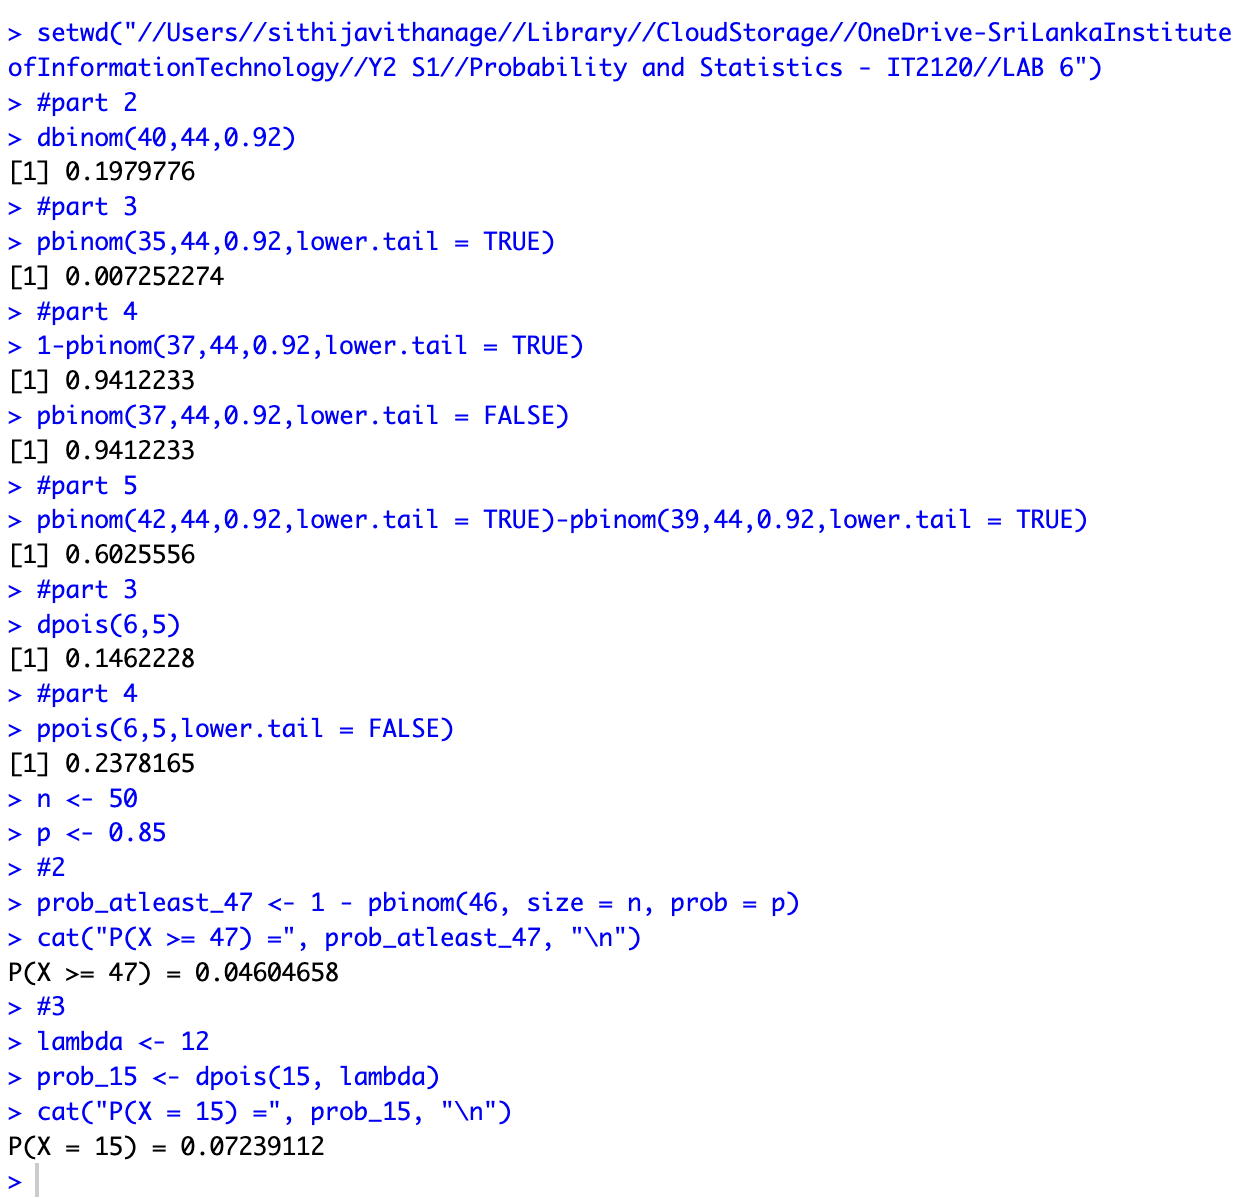 > setwd("//Users//sithijavithanage//Library//CloudStorage//OneDrive-SriLankaInstitute
ofInformationTechnology//Y2 S1//Probability and Statistics - IT2120//LAB 6")
> #part 2
> dbinom(40,44,0.92)
[1] 0.1979776
> #part 3
> pbinom(35,44,0.92,lower.tail = TRUE)
[1] 0.007252274
> #part 4
> 1-pbinom(37,44,0.92,lower.tail = TRUE)
[1] 0.9412233
> pbinom(37,44,0.92,lower.tail = FALSE)
[1] 0.9412233
> #part 5
> pbinom(42,44,0.92,lower.tail = TRUE)-pbinom(39,44,0.92,lower.tail = TRUE)
[1] 0.6025556
> #part 3
> dpois(6,5)
[1] 0.1462228
> #part 4
> ppois(6,5,lower.tail = FALSE)
[1] 0.2378165
> n <- 50
> p <- 0.85
> #2
> prob_atleast_47 <- 1 - pbinom(46, size = n, prob = p)
> cat("P(X >= 47) =", prob_atleast_47, "\n")
P(X >= 47) = 0.04604658
> #3
> lambda <- 12
> prob_15 <- dpois(15, lambda)
> cat("P(X = 15) =", prob_15, "\n")
P(X = 15) = 0.07239112
>